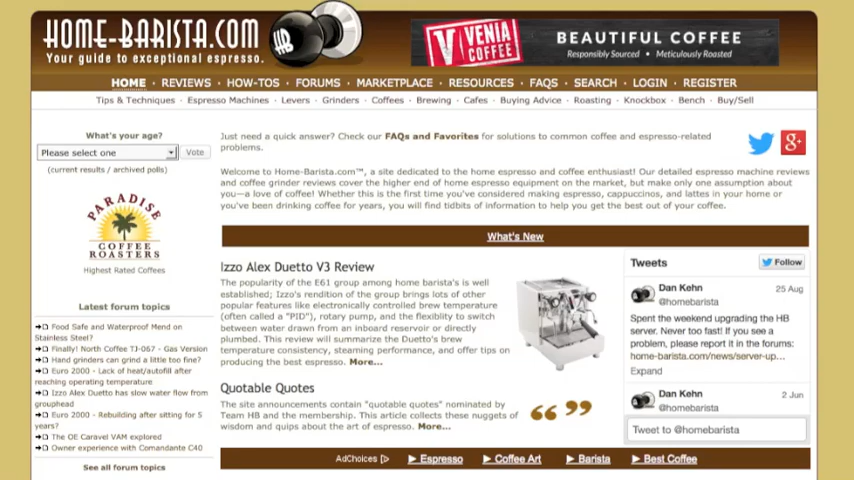 HOME-BARISTA.COM
Your guide to exceptional espresso.
HB
VENIA
COFFEE
BEAUTIFUL COFFEE
Responsibly Sourced • Meticulously Roasted
HOME · REVIEWS · HOW-TOS · FORUMS · MARKETPLACE · RESOURCES · FAQS · SEARCH · LOGIN · REGISTER
Tips & Techniques · Espresso Machines · Levers · Grinders · Coffees · Brewing · Cafes · Buying Advice · Roasting · Knockbox · Bench · Buy/Sell
What's your age?
Please select one
Vote
(current results / archived polls)
PARADISE
COFFEE
ROASTERS
Highest Rated Coffees
Latest forum topics
Food Safe and Waterproof Mend on
Stainless Steel?
Finally! North Coffee TJ-067 - Gas Version
Hand grinders can grind a little too fine?
Euro 2000 - Lack of heat/autofill after
reaching operating temperature
Izzo Alex Duetto has slow water flow from
grouphead
Euro 2000 - Rebuilding after sitting for 5
years?
The OE Caravel VAM explored
Owner experience with Comandante C40
See all forum topics
Just need a quick answer? Check our FAQs and Favorites for solutions to common coffee and espresso-related
problems.
g+
Welcome to Home-Barista.com™, a site dedicated to the home espresso and coffee enthusiast! Our detailed espresso machine reviews
and coffee grinder reviews cover the higher end of home espresso equipment on the market, but make only one assumption about
you—a love of coffee! Whether this is the first time you've considered making espresso, cappuccinos, and lattes in your home or
you've been drinking coffee for years, you will find tidbits of information to help you get the best out of your coffee.
What's New
Izzo Alex Duetto V3 Review
The popularity of the E61 group among home barista's is well
established; Izzo's rendition of the group brings lots of other
popular features like electronically controlled brew temperature
(often called a "PID"), rotary pump, and the flexiblity to switch
between water drawn from an inboard reservoir or directly
plumbed. This review will summarize the Duetto's brew
temperature consistency, steaming performance, and offer tips on
producing the best espresso. More...
Quotable Quotes
The site announcements contain "quotable quotes" nominated by
Team HB and the membership. This article collects these nuggets of
wisdom and quips about the art of espresso. More...
“ ”
Tweets
Follow
Dan Kehn 25 Aug
@homebarista
Spent the weekend upgrading the HB
server. Never too fast! If you see a
problem, please report it in the forums:
home-barista.com/news/server-up...
Expand
Dan Kehn 2 Jun
@homebarista
Tweet to @homebarista
AdChoices ► Espresso ► Coffee Art ► Barista ► Best Coffee